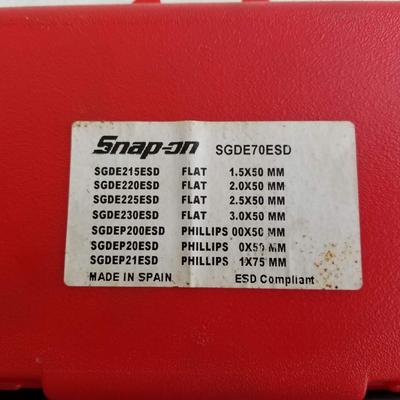 Snap-on SGDE70ESD
SGDE215ESD FLAT 1.5X50 MM
SGDE220ESD FLAT 2.0X50 MM
SGDE225ESD FLAT 2.5X50 MM
SGDE230ESD FLAT 3.0X50 MM
SGDEP200ESD PHILLIPS 00X50 MM
SGDEP20ESD PHILLIPS 0X50 MM
SGDEP21ESD PHILLIPS 1X75 MM
MADE IN SPAIN ESD Compliant